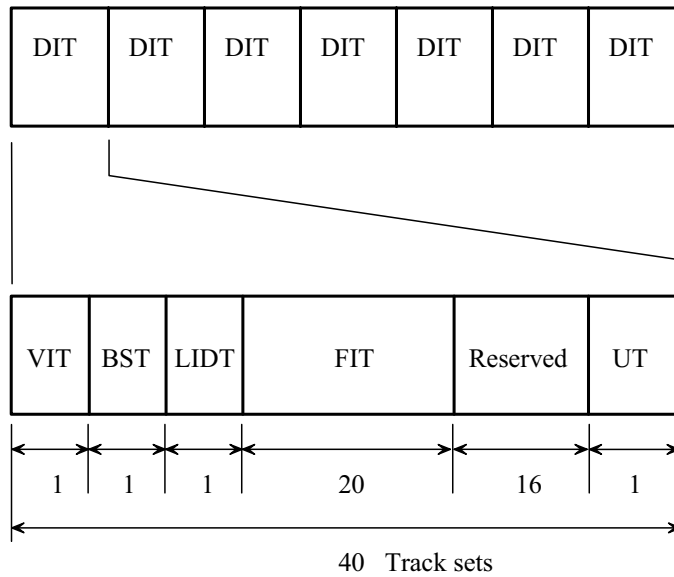 DIT DIT DIT DIT DIT DIT DIT
VIT BST LIDT FIT Reserved UT
1 1 1 20 16 1
40 Track sets